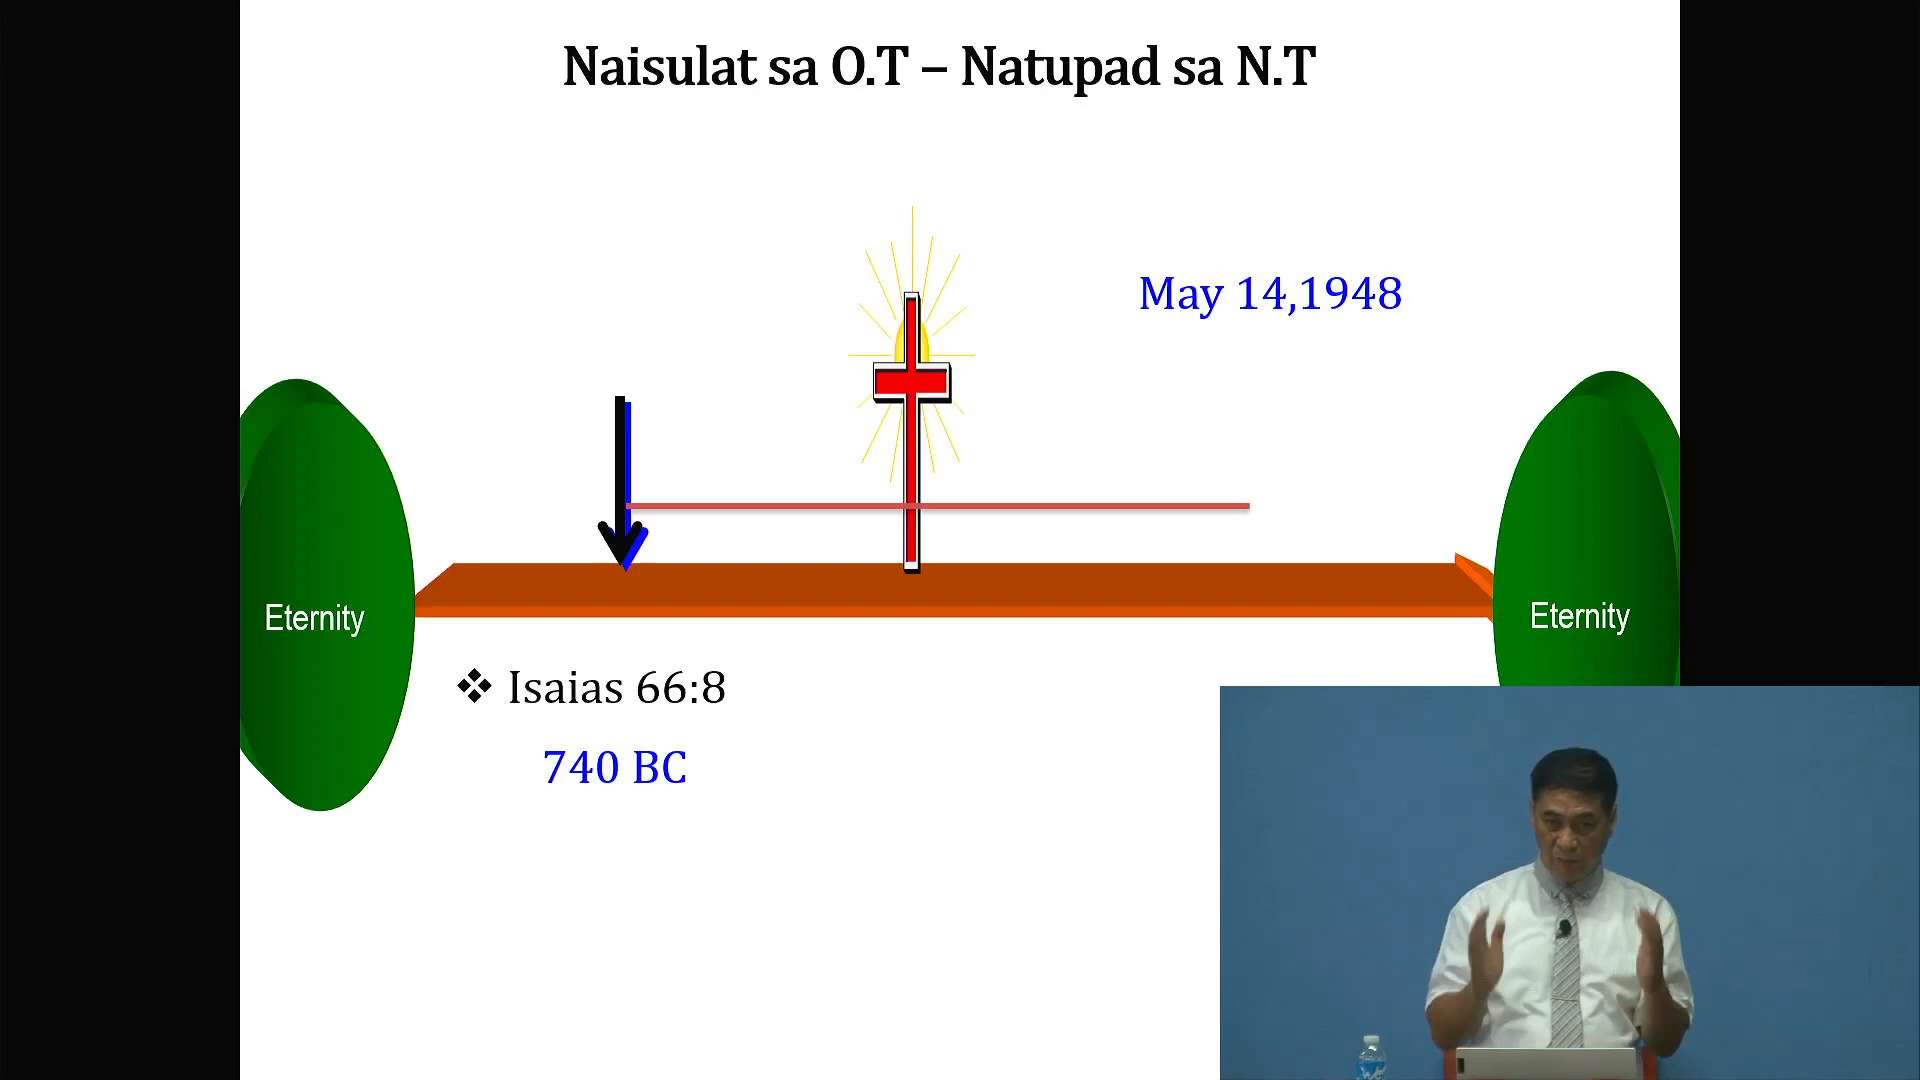 Naisulat sa O.T – Natupad sa N.T
May 14,1948
Eternity
Eternity
❖ Isaias 66:8
740 BC